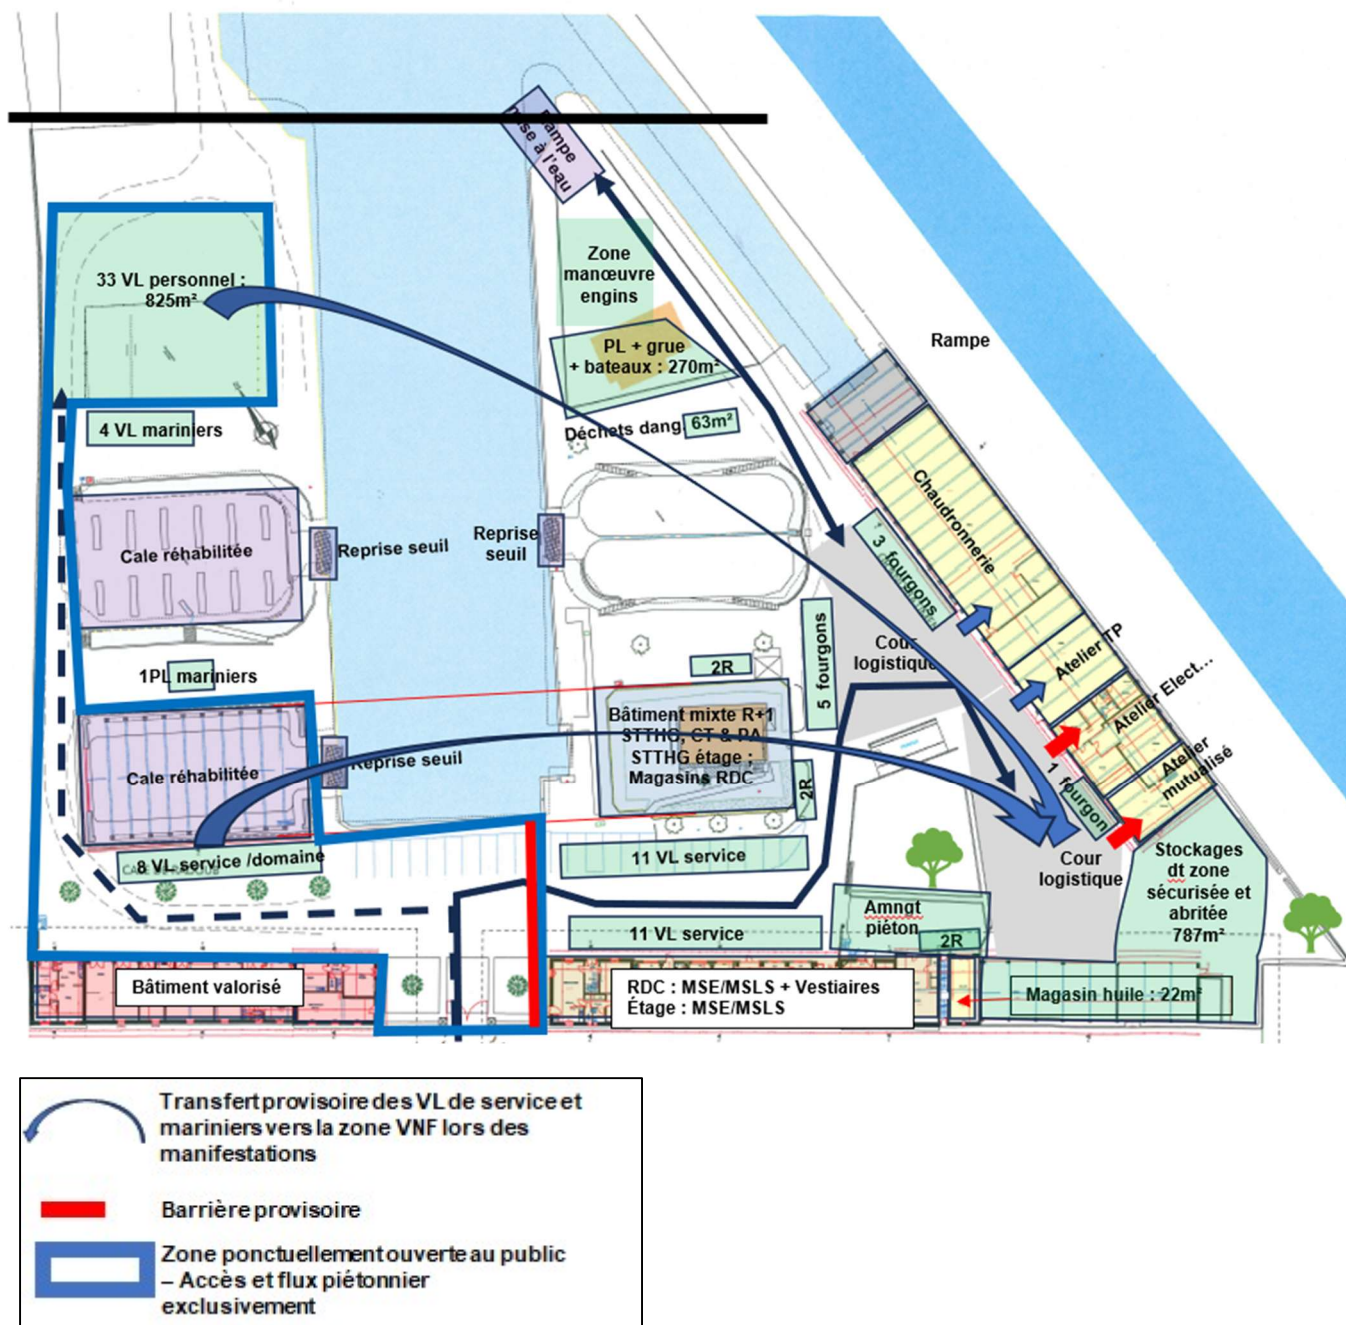 Rampe
mise à l'eau
Zone
manœuvre
engins
33 VL personnel :
825m²
Rampe
PL + grue
+ bateaux : 270m²
4 VL mariniers
Déchets dang.
63m²
Chaudronnerie
Cale réhabilitée
Reprise seuil
Reprise
seuil
3 fourgons
Cour
logistique
Atelier TP
1PL mariniers
2R
5 fourgons
Atelier Elect...
Bâtiment mixte R+1
STTHG, CT & PA
STTHG étage :
Magasins RDC
Cale réhabilitée
Reprise seuil
2R
1 fourgon
Atelier
mutualisé
8 VL service /domaine
CALE DE RADOUB
11 VL service
Cour
logistique
Stockages
dt zone
sécurisée et
abritée
787m²
Amngt
piéton
11 VL service
2R
Bâtiment valorisé
RDC : MSE/MSLS + Vestiaires
Étage : MSE/MSLS
Magasin huile : 22m²
Transfert provisoire des VL de service et
mariniers vers la zone VNF lors des
manifestations
Barrière provisoire
Zone ponctuellement ouverte au public
– Accès et flux piétonnier
exclusivement